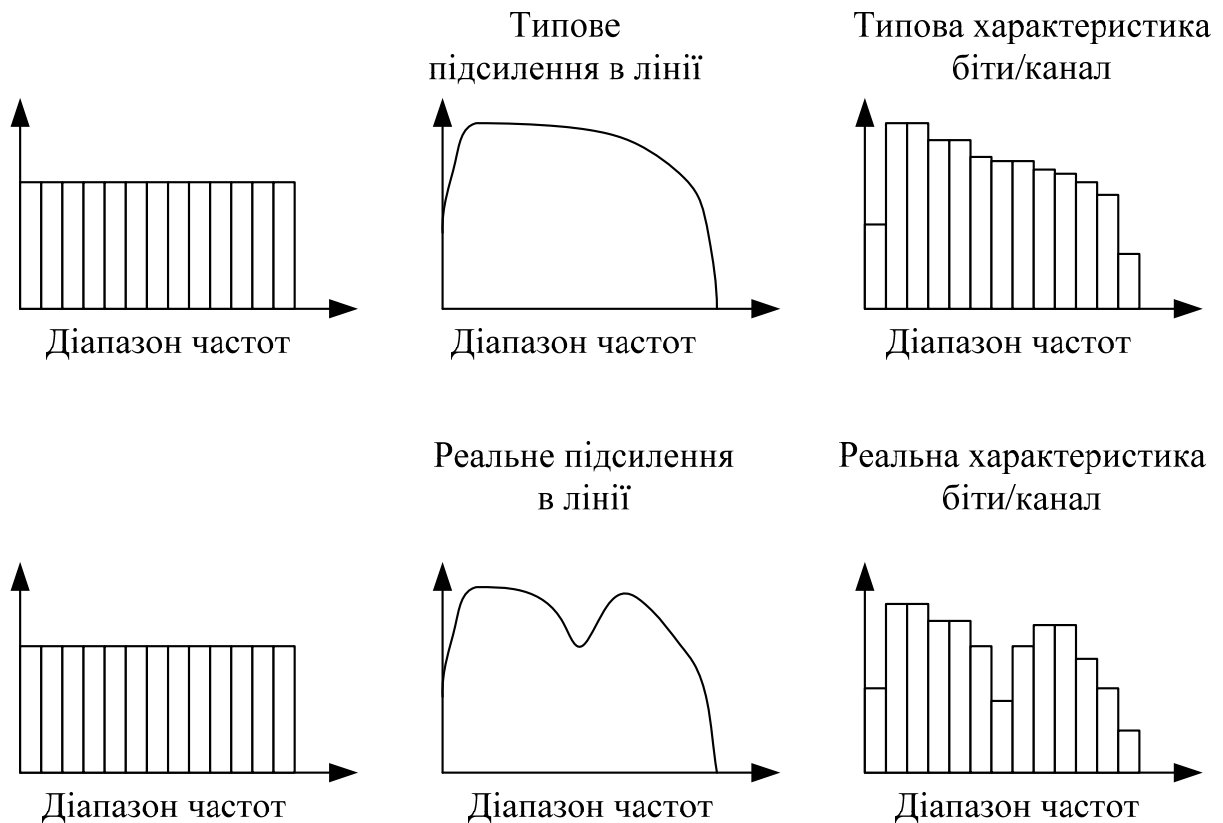 Типове
підсилення в лінії
Типова характеристика
біти/канал
Діапазон частот
Діапазон частот
Діапазон частот
Реальне підсилення
в лінії
Реальна характеристика
біти/канал
Діапазон частот
Діапазон частот
Діапазон частот